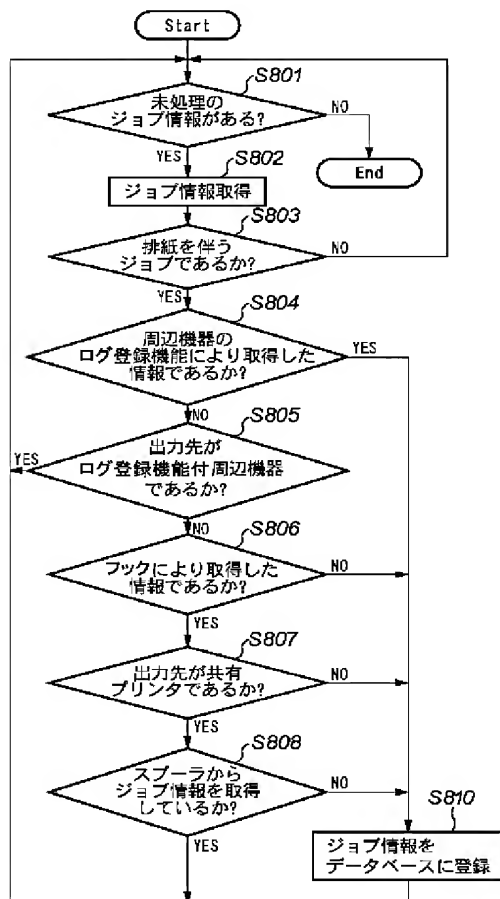 Start
S801
未処理の
ジョブ情報がある?
NO
YES
S802
End
ジョブ情報取得
S803
排紙を伴う
ジョブであるか?
NO
YES
S804
周辺機器の
ログ登録機能により取得した
情報であるか?
YES
NO
S805
出力先が
ログ登録機能付周辺機器
であるか?
YES
NO
S806
フックにより取得した
情報であるか?
NO
YES
S807
出力先が共有
プリンタであるか?
NO
YES
S808
スプーラから
ジョブ情報を取得
しているか?
NO
YES
S810
ジョブ情報を
データベースに登録